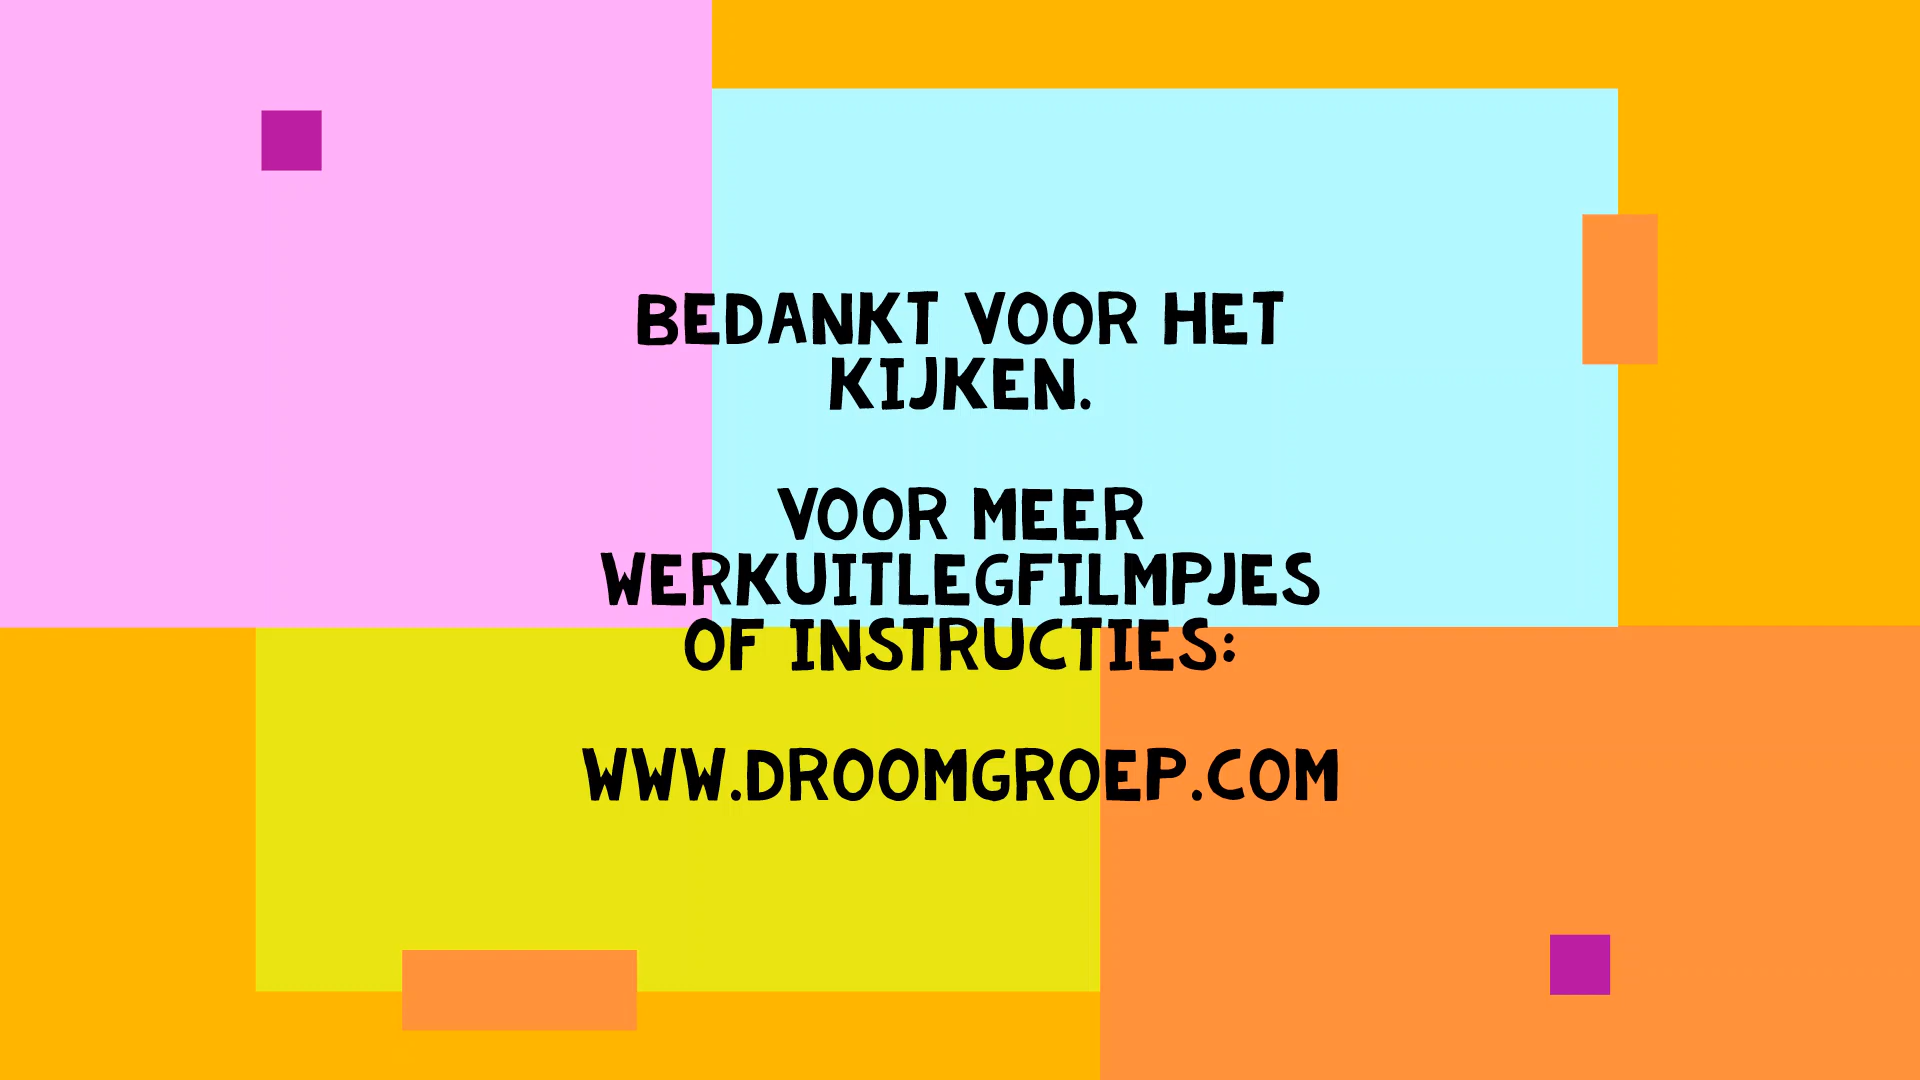 BEDANKT VOOR HET
KIJKEN.
VOOR MEER
WERKUITLEGFILMPJES
OF INSTRUCTIES:
WWW.DROOMGROEP.COM